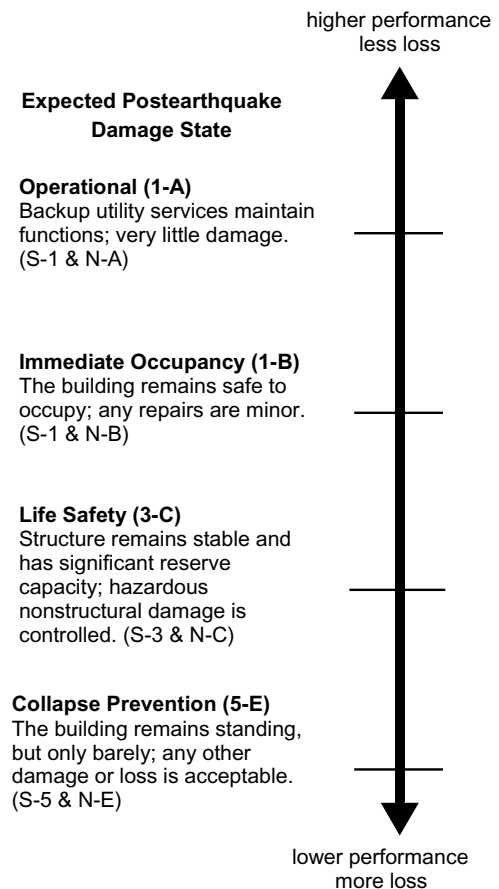 higher performance
less loss
Expected Postearthquake
Damage State
Operational (1-A)
Backup utility services maintain
functions; very little damage.
(S-1 & N-A)
Immediate Occupancy (1-B)
The building remains safe to
occupy; any repairs are minor.
(S-1 & N-B)
Life Safety (3-C)
Structure remains stable and
has significant reserve
capacity; hazardous
nonstructural damage is
controlled. (S-3 & N-C)
Collapse Prevention (5-E)
The building remains standing,
but only barely; any other
damage or loss is acceptable.
(S-5 & N-E)
lower performance
more loss